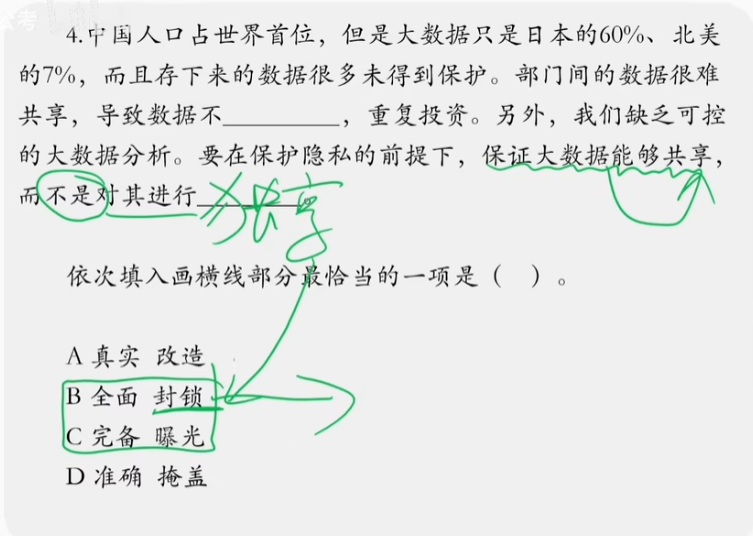 4.中国人口占世界首位，但是大数据只是日本的60%、北美
的7%，而且存下来的数据很多未得到保护。部门间的数据很难
共享，导致数据不________，重复投资。另外，我们缺乏可控
的大数据分析。要在保护隐私的前提下，保证大数据能够共享，
而不是对其进行________。
独享
依次填入画横线部分最恰当的一项是（ ）。
A 真实 改造
B 全面 封锁
C 完备 曝光
D 准确 掩盖